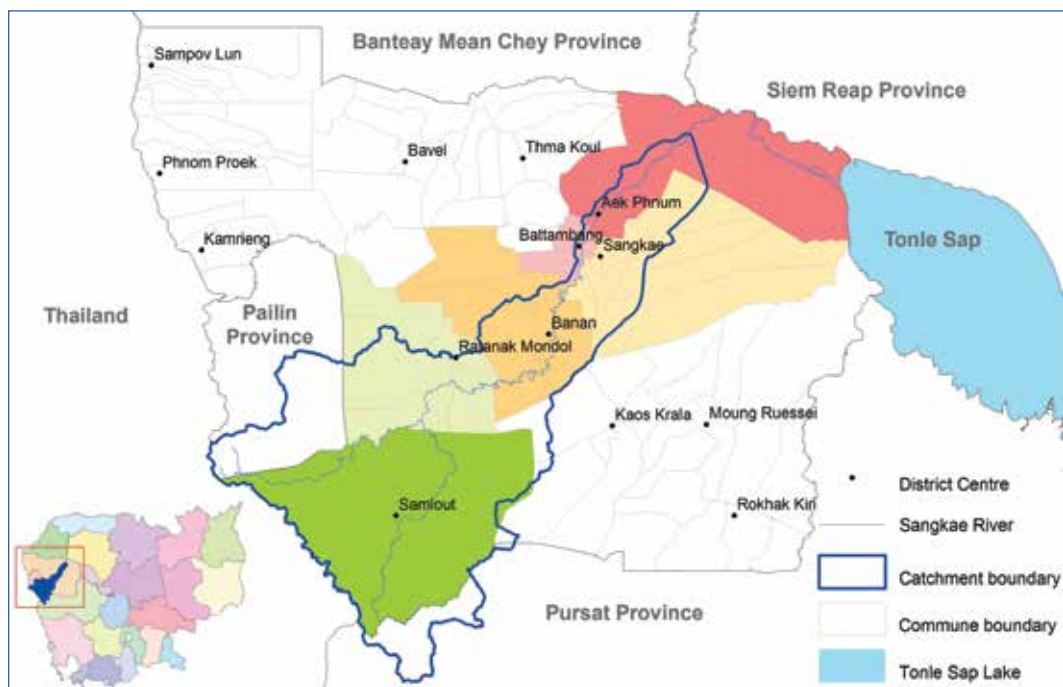 Banteay Mean Chey Province
Sampov Lun
Siem Reap Province
Bavel
Thma Koul
Phnom Proek
Aek Phnum
Battambang
Sangkae
Kamrieng
Tonle Sap
Thailand
Pailin
Province
Banan
Ratanak Mondol
Kaos Krala
Moung Ruessei
District Centre
Samlout
Rokhak Kiri
Sangkae River
Catchment boundary
Pursat Province
Commune boundary
Tonle Sap Lake